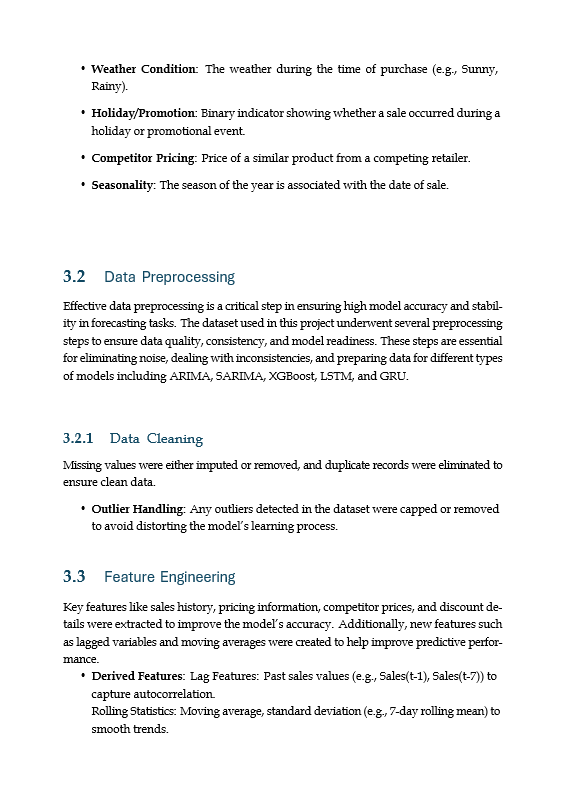 • Weather Condition: The weather during the time of purchase (e.g., Sunny,
Rainy).
• Holiday/Promotion: Binary indicator showing whether a sale occurred during a
holiday or promotional event.
• Competitor Pricing: Price of a similar product from a competing retailer.
• Seasonality: The season of the year is associated with the date of sale.
3.2 Data Preprocessing
Effective data preprocessing is a critical step in ensuring high model accuracy and stabil-
ity in forecasting tasks. The dataset used in this project underwent several preprocessing
steps to ensure data quality, consistency, and model readiness. These steps are essential
for eliminating noise, dealing with inconsistencies, and preparing data for different types
of models including ARIMA, SARIMA, XGBoost, LSTM, and GRU.
3.2.1 Data Cleaning
Missing values were either imputed or removed, and duplicate records were eliminated to
ensure clean data.
• Outlier Handling: Any outliers detected in the dataset were capped or removed
to avoid distorting the model's learning process.
3.3 Feature Engineering
Key features like sales history, pricing information, competitor prices, and discount de-
tails were extracted to improve the model's accuracy. Additionally, new features such
as lagged variables and moving averages were created to help improve predictive perfor-
mance.
• Derived Features: Lag Features: Past sales values (e.g., Sales(t-1), Sales(t-7)) to
capture autocorrelation.
Rolling Statistics: Moving average, standard deviation (e.g., 7-day rolling mean) to
smooth trends.